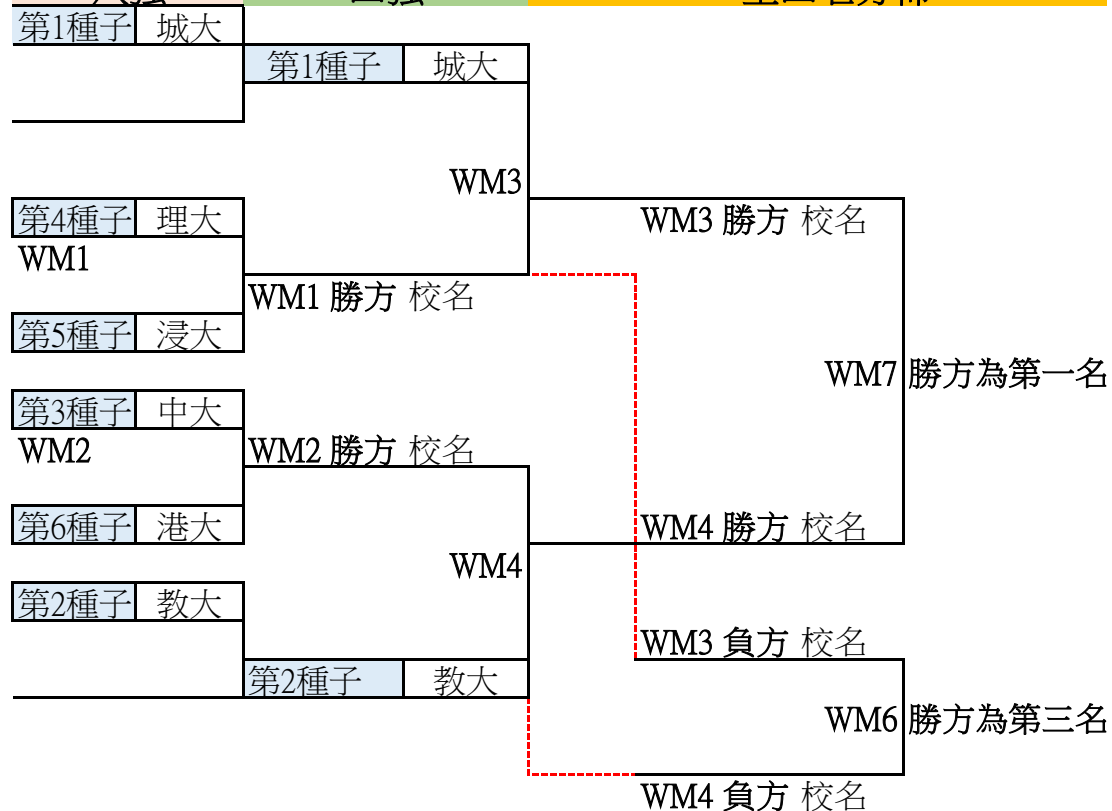 第1種子 城大
第1種子 城大
WM3
第4種子 理大
WM3 勝方 校名
WM1
WM1 勝方 校名
第5種子 浸大
WM7 勝方為第一名
第3種子 中大
WM2
WM2 勝方 校名
第6種子 港大
WM4 勝方 校名
WM4
第2種子 教大
WM3 負方 校名
第2種子 教大
WM6 勝方為第三名
WM4 負方 校名